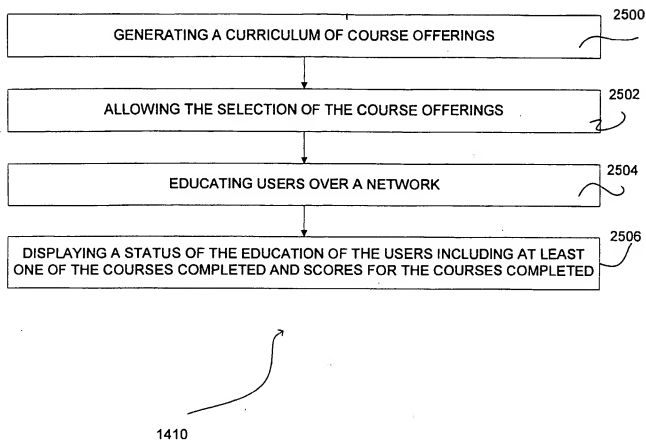 2500
GENERATING A CURRICULUM OF COURSE OFFERINGS
2502
ALLOWING THE SELECTION OF THE COURSE OFFERINGS
2504
EDUCATING USERS OVER A NETWORK
2506
DISPLAYING A STATUS OF THE EDUCATION OF THE USERS INCLUDING AT LEAST
ONE OF THE COURSES COMPLETED AND SCORES FOR THE COURSES COMPLETED
1410